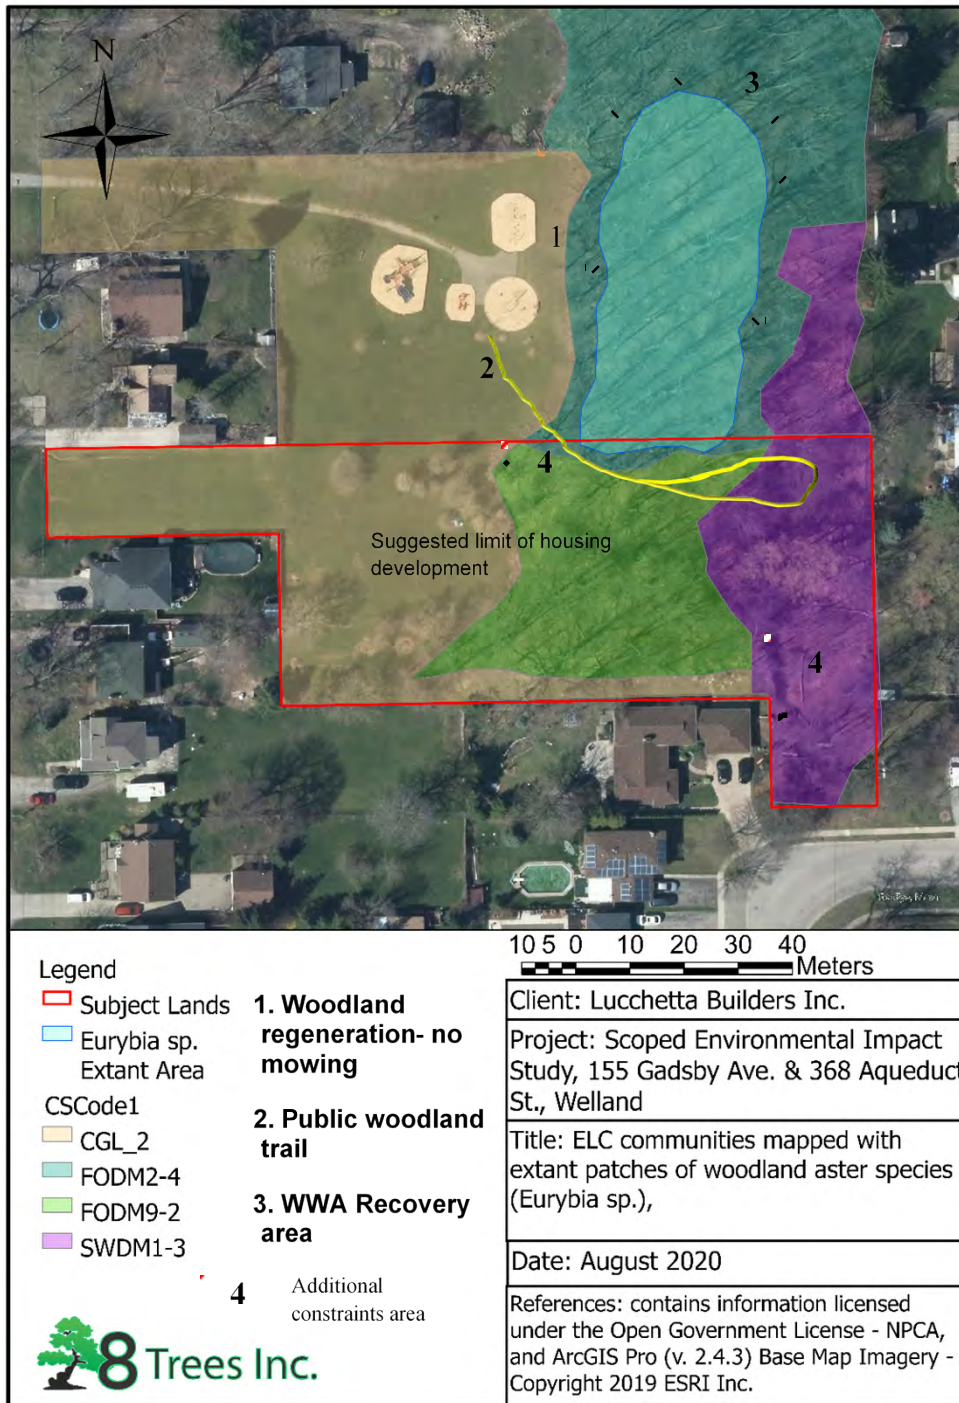 N
3
1
2
4
Suggested limit of housing
development
4
Legend
Subject Lands
Eurybia sp.
Extant Area
CSCode1
CGL_2
FODM2-4
FODM9-2
SWDM1-3
1. Woodland
regeneration- no
mowing
2. Public woodland
trail
3. WWA Recovery
area
4 Additional
constraints area
8 Trees Inc.
10 5 0 10 20 30 40
Meters
Client: Lucchetta Builders Inc.
Project: Scoped Environmental Impact
Study, 155 Gadsby Ave. & 368 Aqueduct
St., Welland
Title: ELC communities mapped with
extant patches of woodland aster species
(Eurybia sp.),
Date: August 2020
References: contains information licensed
under the Open Government License - NPCA,
and ArcGIS Pro (v. 2.4.3) Base Map Imagery -
Copyright 2019 ESRI Inc.